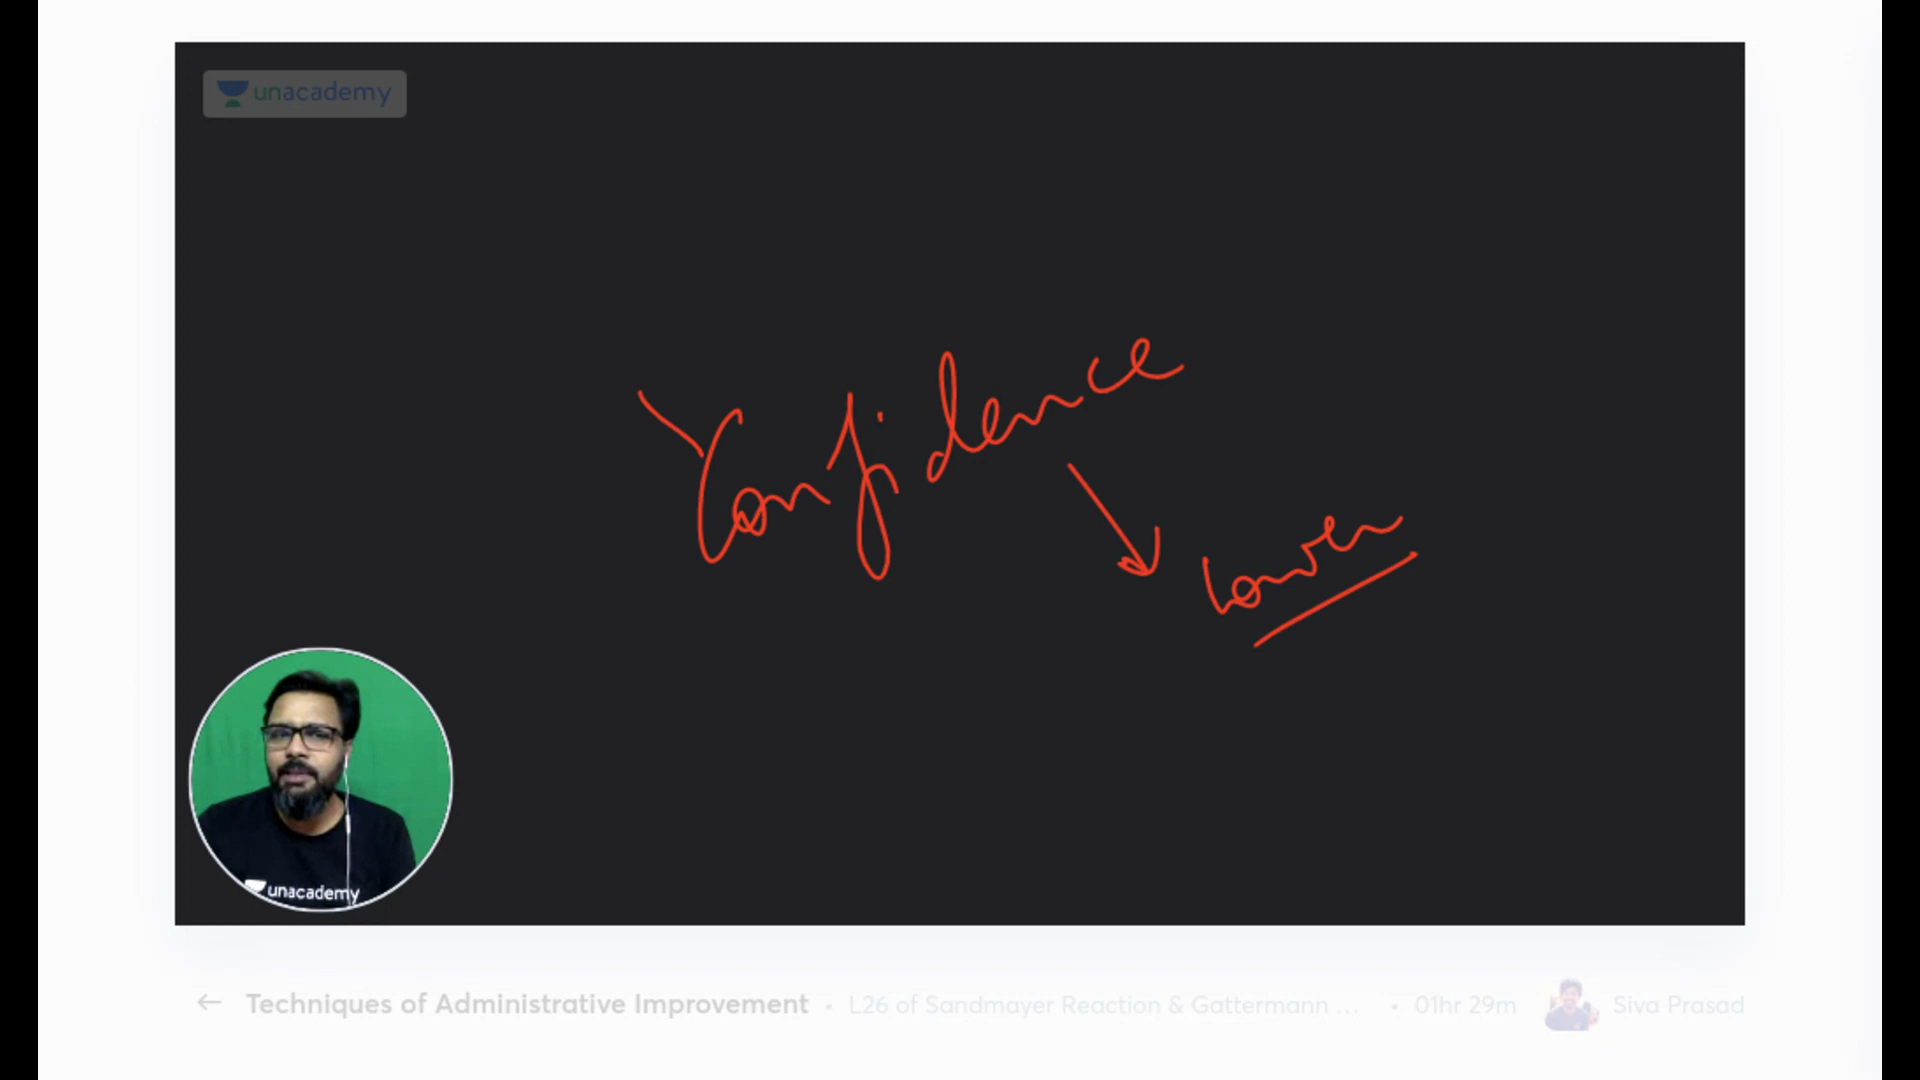 unacademy
Confidence
Lower
unacademy
Techniques of Administrative Improvement • L26 of Sandmayer Reaction & Gattermann ... • 01hr 29m Siva Prasad